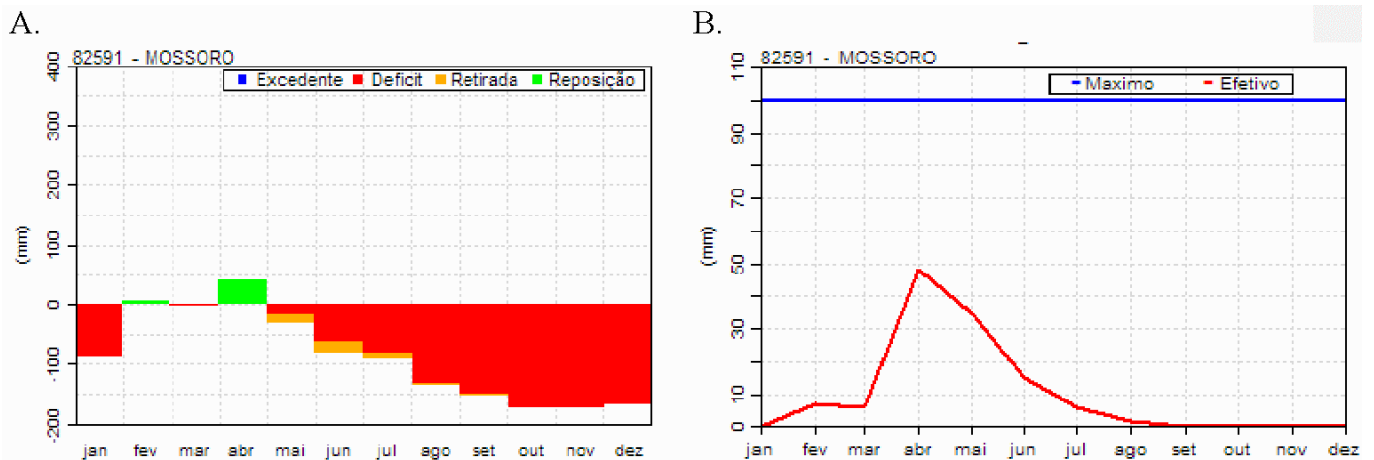 A.
82591 - MOSSORO
Excedente Deficit Retirada Reposição
400
300
200
100
0
-100
-200
(mm)
jan fev mar abr mai jun jul ago set out nov dez
B.
82591 - MOSSORO
Maximo Efetivo
110
90
70
50
30
10
0
(mm)
jan fev mar abr mai jun jul ago set out nov dez